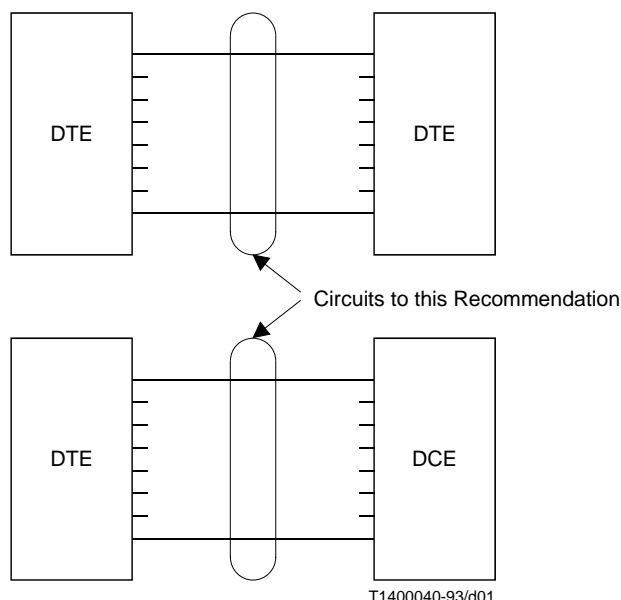 DTE
DTE
Circuits to this Recommendation
DTE
DCE
T1400040-93/d01